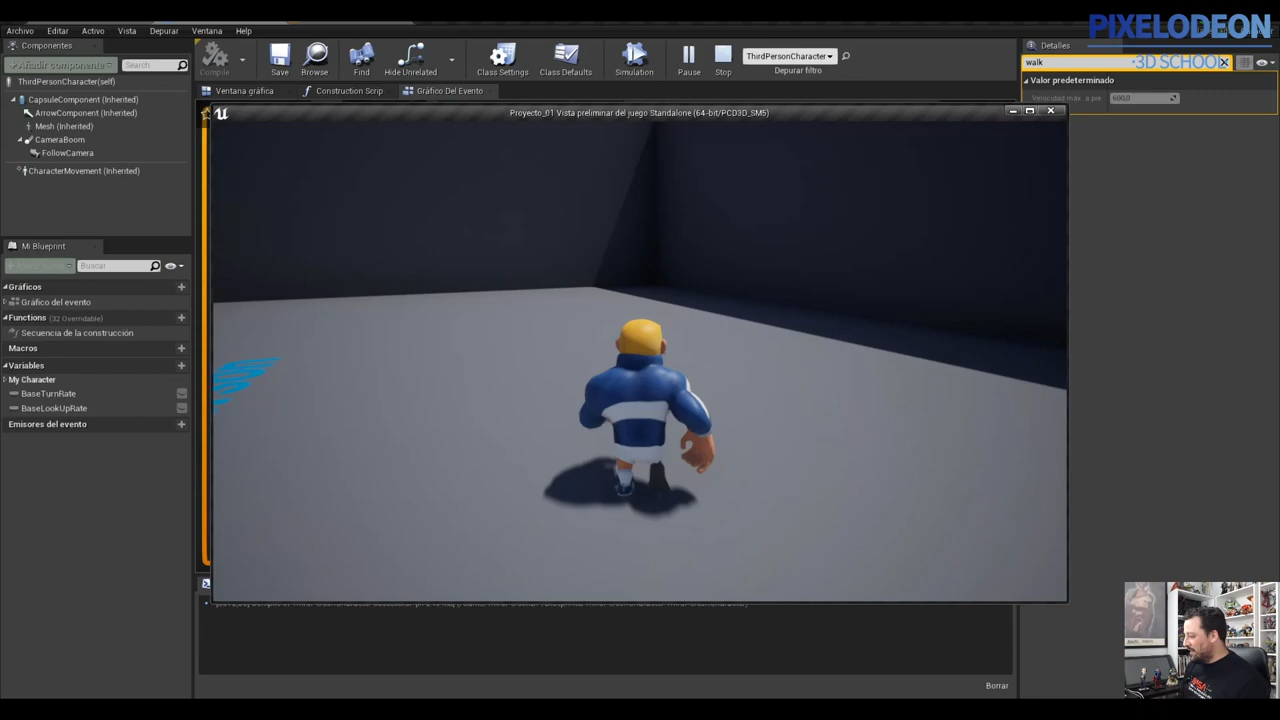 PIXELODEON
·3D SCHOOL
Archivo Editar Activo Vista Depurar Ventana Help
Componentes
Añadir componente
Search
ThirdPersonCharacter(self)
CapsuleComponent (Inherited)
ArrowComponent (Inherited)
Mesh (Inherited)
CameraBoom
FollowCamera
CharacterMovement (Inherited)
Compile
Save
Browse
Find
Hide Unrelated
Class Settings
Class Defaults
Simulation
Pause
Stop
ThirdPersonCharacter
Depurar filtro
Detalles
walk
Valor predeterminado
Velocidad máx. a pie 600,0
Ventana gráfica
Construction Scrip
Gráfico Del Evento
Proyecto_01 Vista preliminar del juego Standalone (64-bit/PCD3D_SM5)
Mi Blueprint
Buscar
Gráficos
Gráfico del evento
Functions (32 Overridable)
Secuencia de la construcción
Macros
Variables
My Character
BaseTurnRate
BaseLookUpRate
Emisores del evento
Borrar